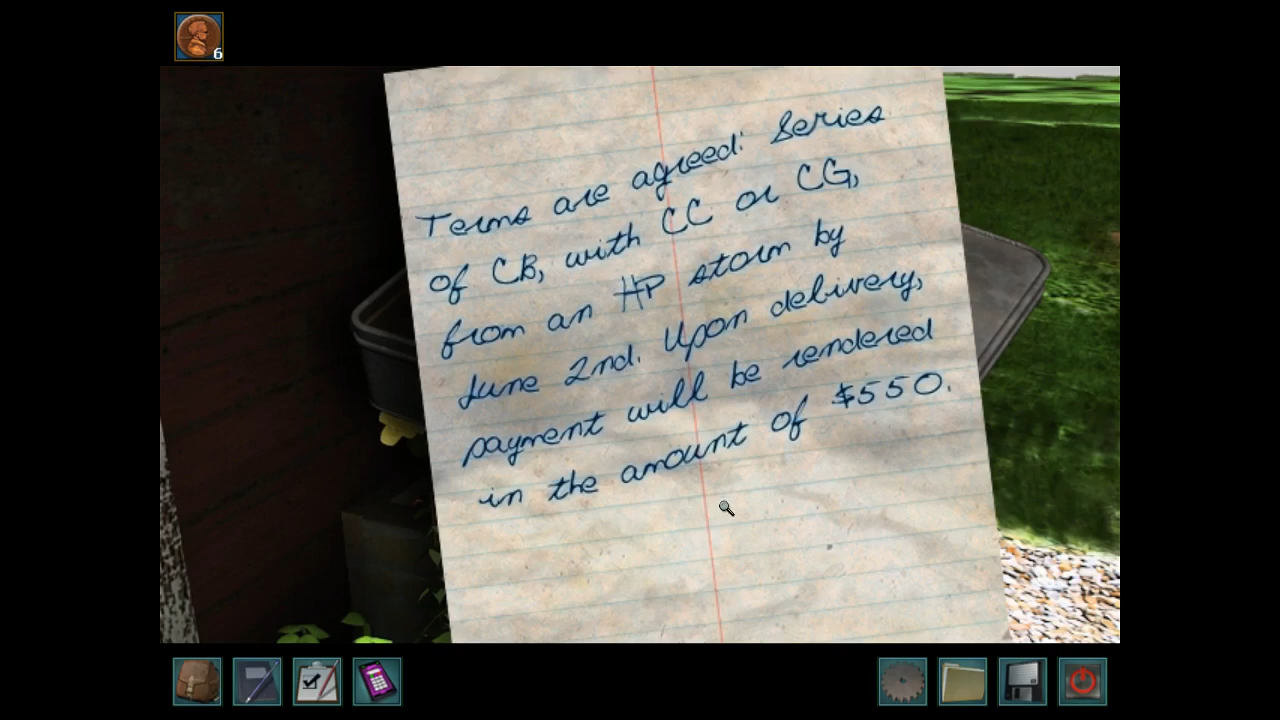 6
Terms are agreed: Series
of CB, with CC or CG,
from an HP storm by
June 2nd. Upon delivery,
payment will be rendered
in the amount of $550.